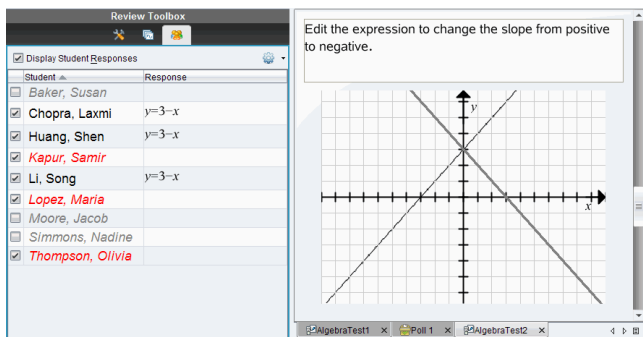 Review Toolbox
Display Student Responses
Student Response
Baker, Susan
Chopra, Laxmi y=3−x
Huang, Shen y=3−x
Kapur, Samir
Li, Song y=3−x
Lopez, Maria
Moore, Jacob
Simmons, Nadine
Thompson, Olivia
Edit the expression to change the slope from positive
to negative.
y
x
AlgebraTest1 × Poll 1 × AlgebraTest2 ×